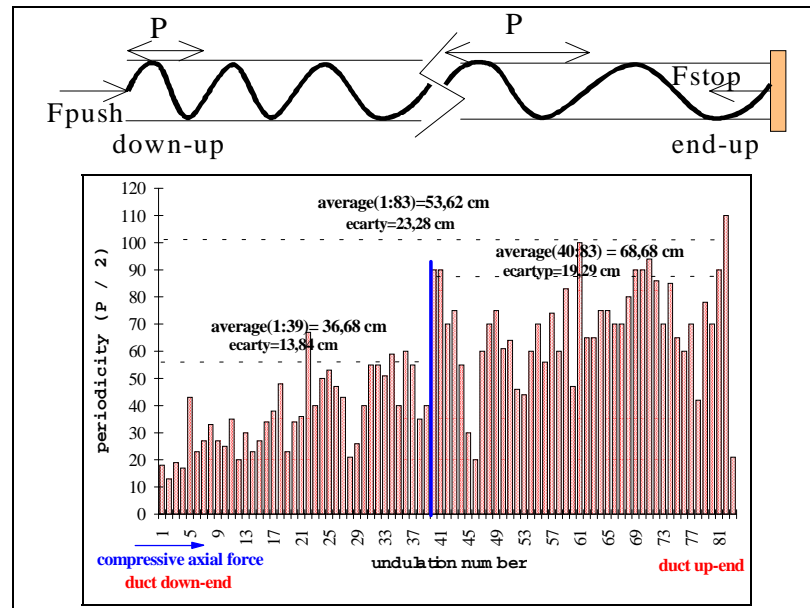 P
P
Fpush
Fstop
down-up
end-up
average(1:83)=53,62 cm
ecarty=23,28 cm
average(40:83) = 68,68 cm
ecartyp=19,29 cm
average(1:39)= 36,68 cm
ecarty=13,84 cm
periodicity (P / 2)
120
110
100
90
80
70
60
50
40
30
20
10
0
1 5 9 13 17 21 25 29 33 37 41 45 49 53 57 61 65 69 73 77 81
compressive axial force
undulation number
duct down-end
duct up-end